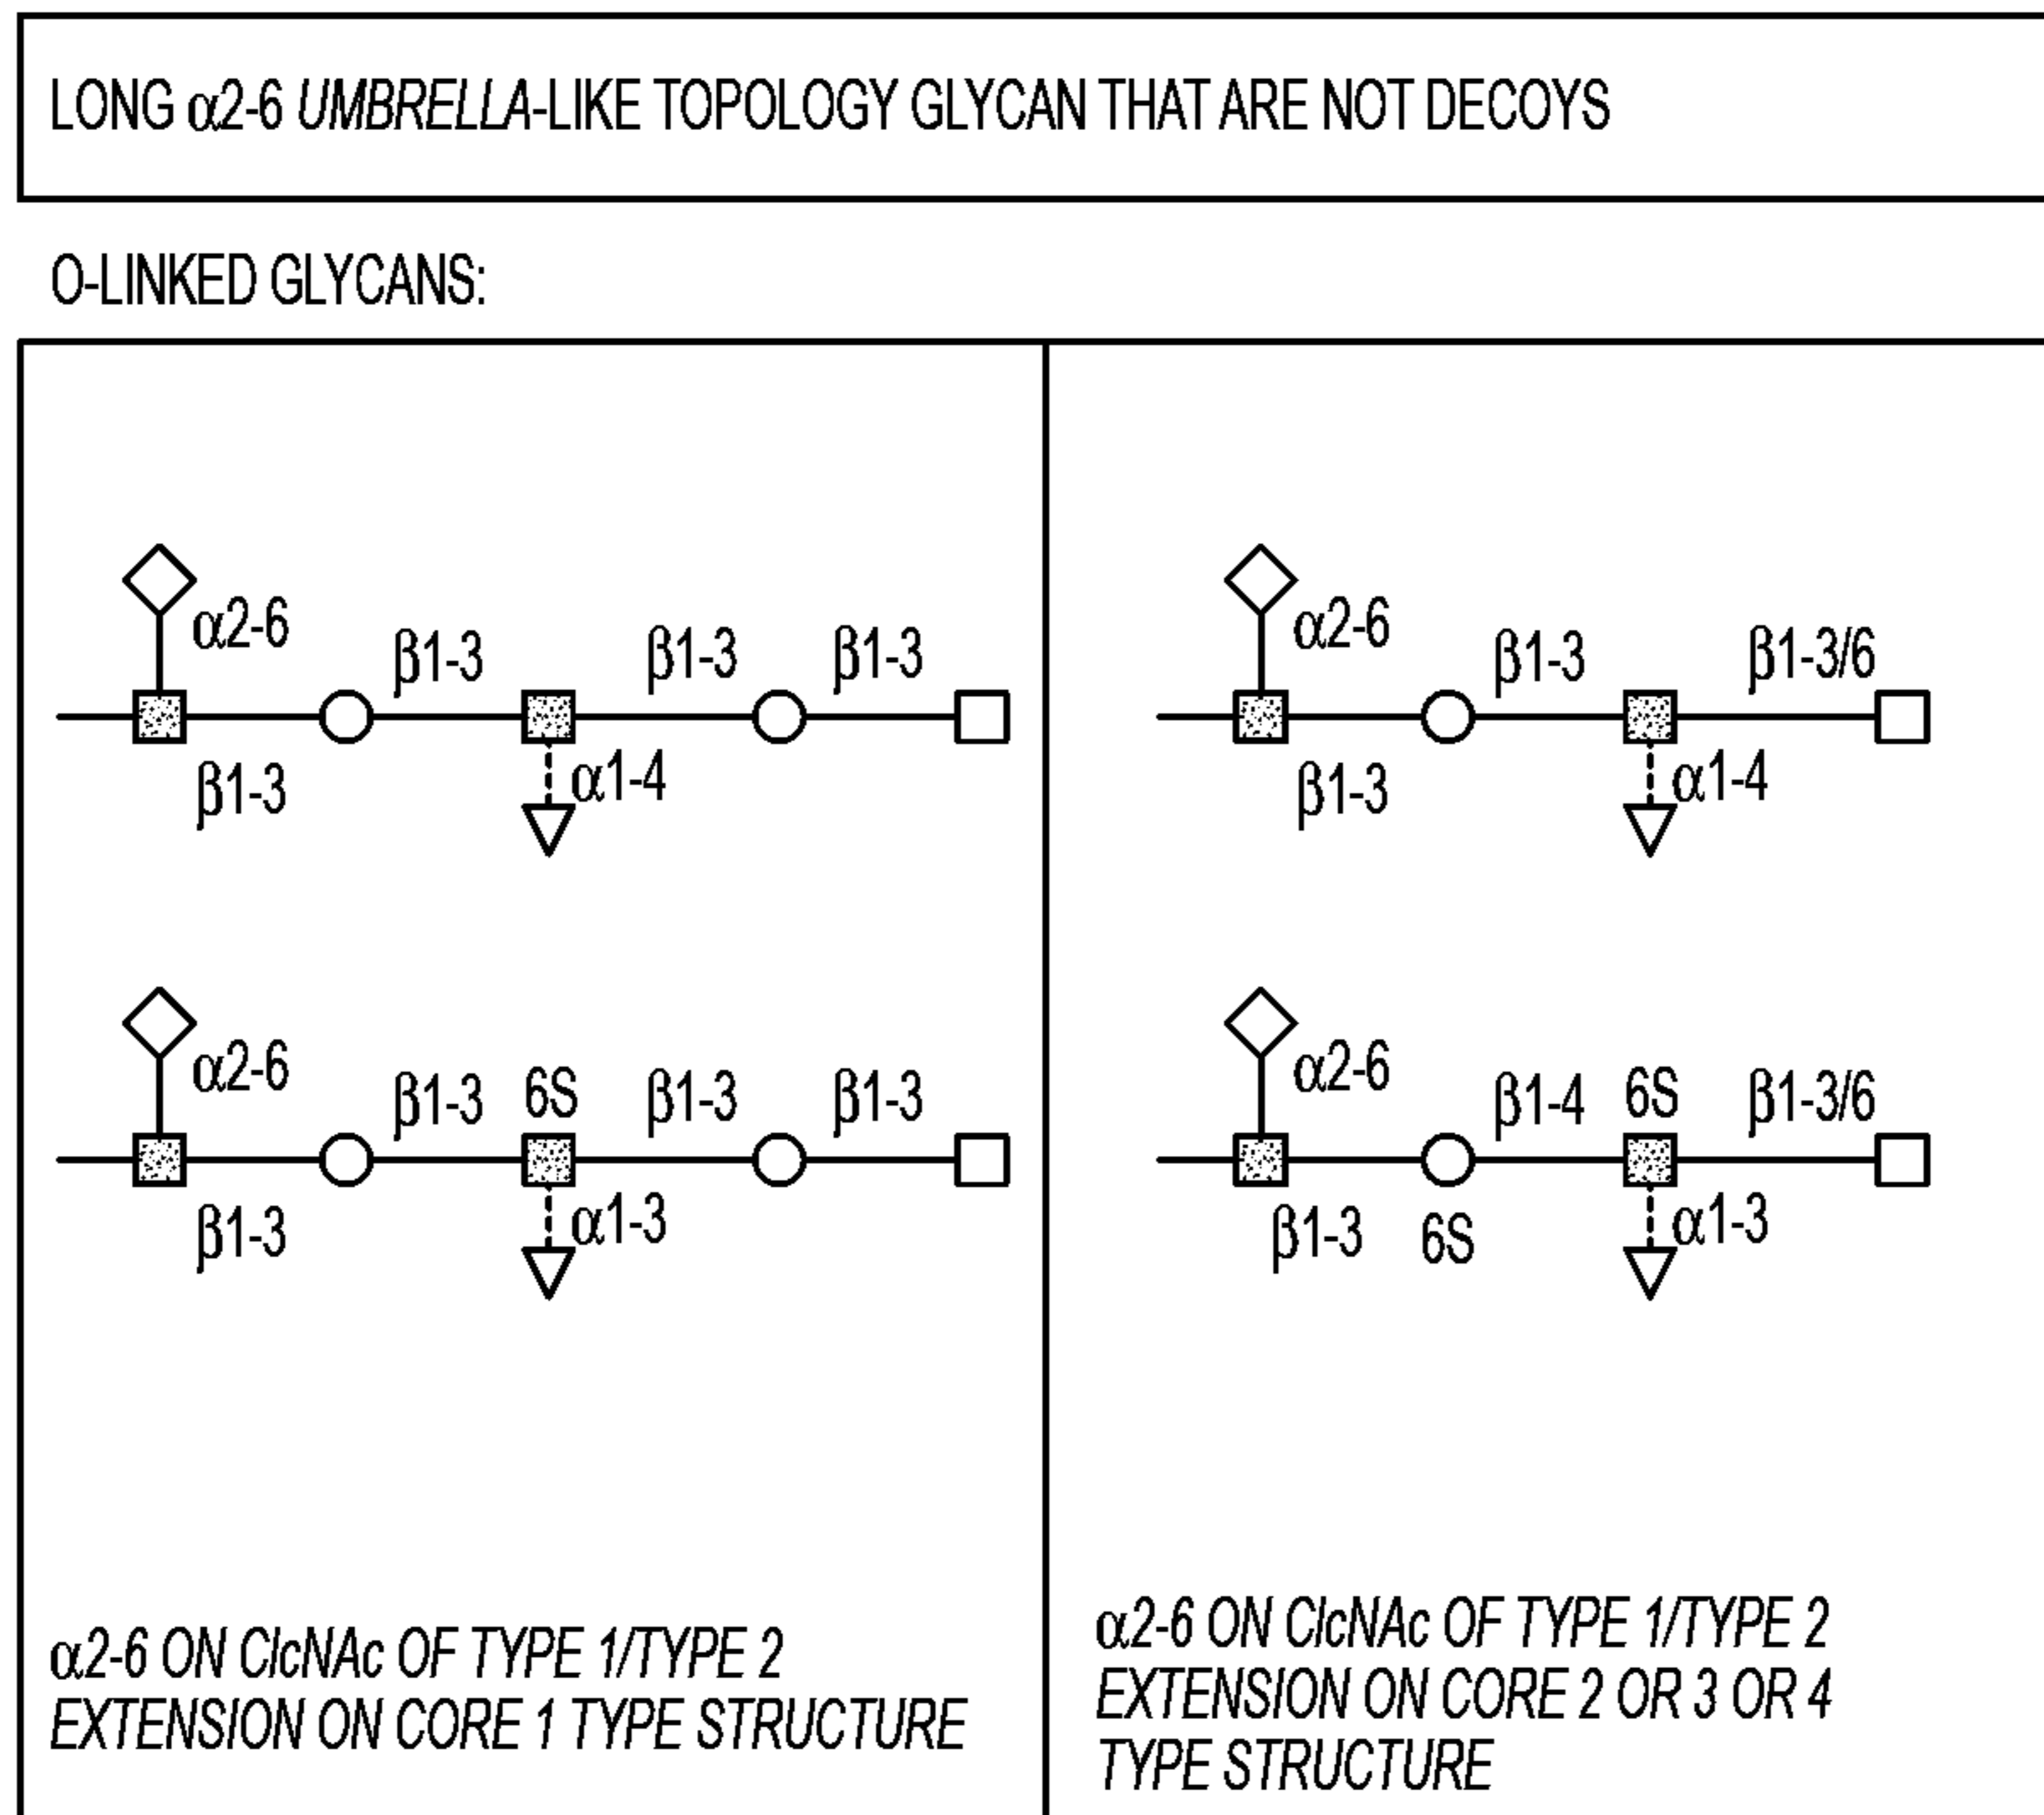 LONG α2-6 UMBRELLA-LIKE TOPOLOGY GLYCAN THAT ARE NOT DECOYS
O-LINKED GLYCANS:
α2-6
β1-3
β1-3
β1-3
β1-3
α1-4
α2-6
β1-3
6S
β1-3
β1-3
β1-3
α1-3
α2-6 ON ClcNAc OF TYPE 1/TYPE 2
EXTENSION ON CORE 1 TYPE STRUCTURE
α2-6
β1-3
β1-3/6
β1-3
α1-4
α2-6
β1-4
6S
β1-3/6
β1-3
6S
α1-3
α2-6 ON ClcNAc OF TYPE 1/TYPE 2
EXTENSION ON CORE 2 OR 3 OR 4
TYPE STRUCTURE